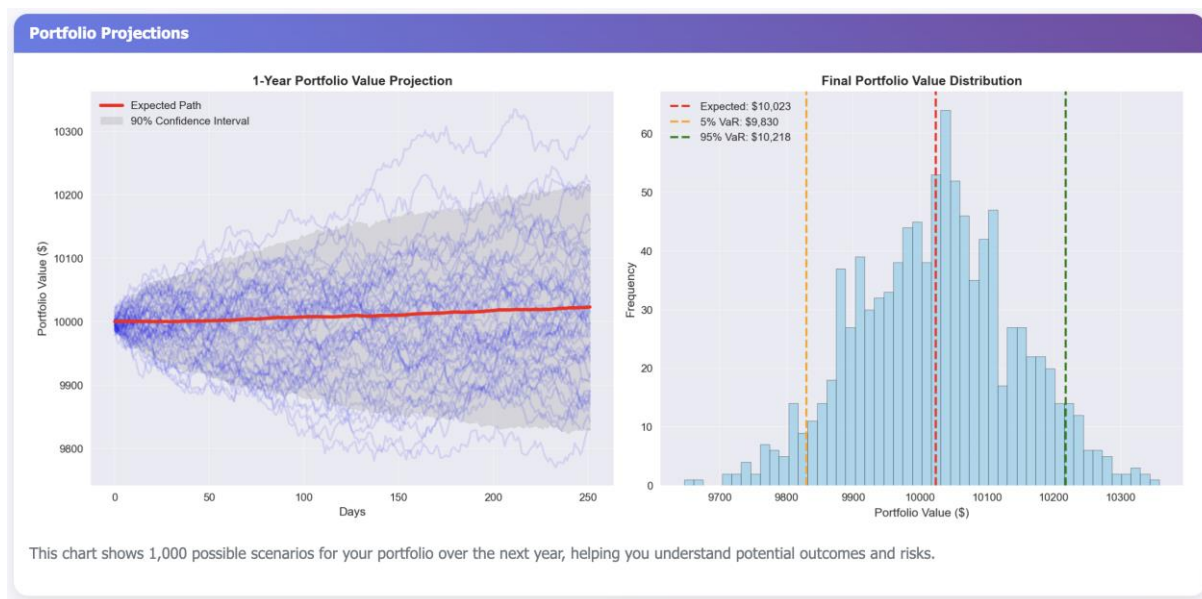 Portfolio Projections
1-Year Portfolio Value Projection
Expected Path
90% Confidence Interval
Portfolio Value ($)
10300
10200
10100
10000
9900
9800
0
50
100
150
200
250
Days
Final Portfolio Value Distribution
Expected: $10,023
5% VaR: $9,830
95% VaR: $10,218
Frequency
60
50
40
30
20
10
0
9700
9800
9900
10000
10100
10200
10300
Portfolio Value ($)
This chart shows 1,000 possible scenarios for your portfolio over the next year, helping you understand potential outcomes and risks.